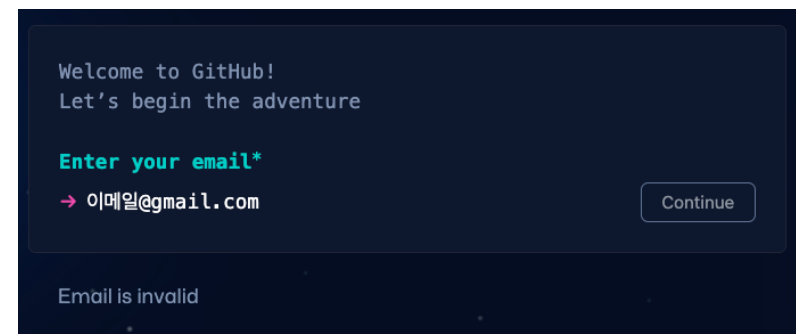 Welcome to GitHub!
Let’s begin the adventure
Enter your email*
→ 이메일@gmail.com
Continue
Email is invalid